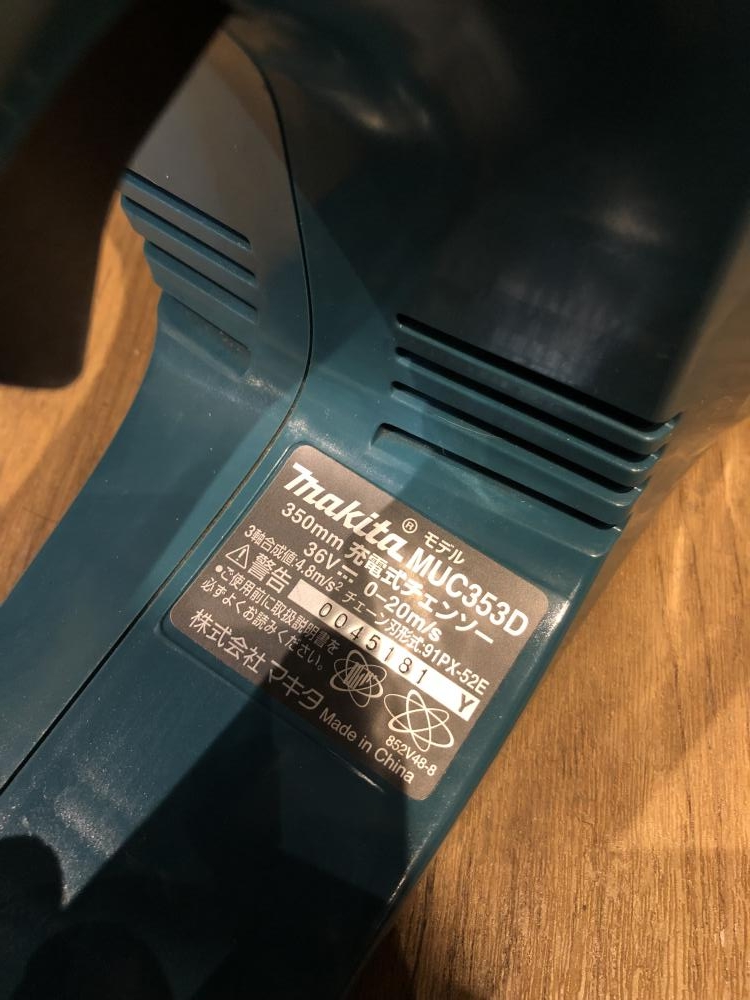 makita®
モデル MUC353D
350mm 充電式チェンソー
36V⎓ 0-20m/s
3軸合成値:4.8m/s² チェーン刃形式:91PX-52E
⚠警告 0045181 Y
•ご使用前に取扱説明書を
必ずよくお読みください。
株式会社マキタ
Made in China
852V48-8